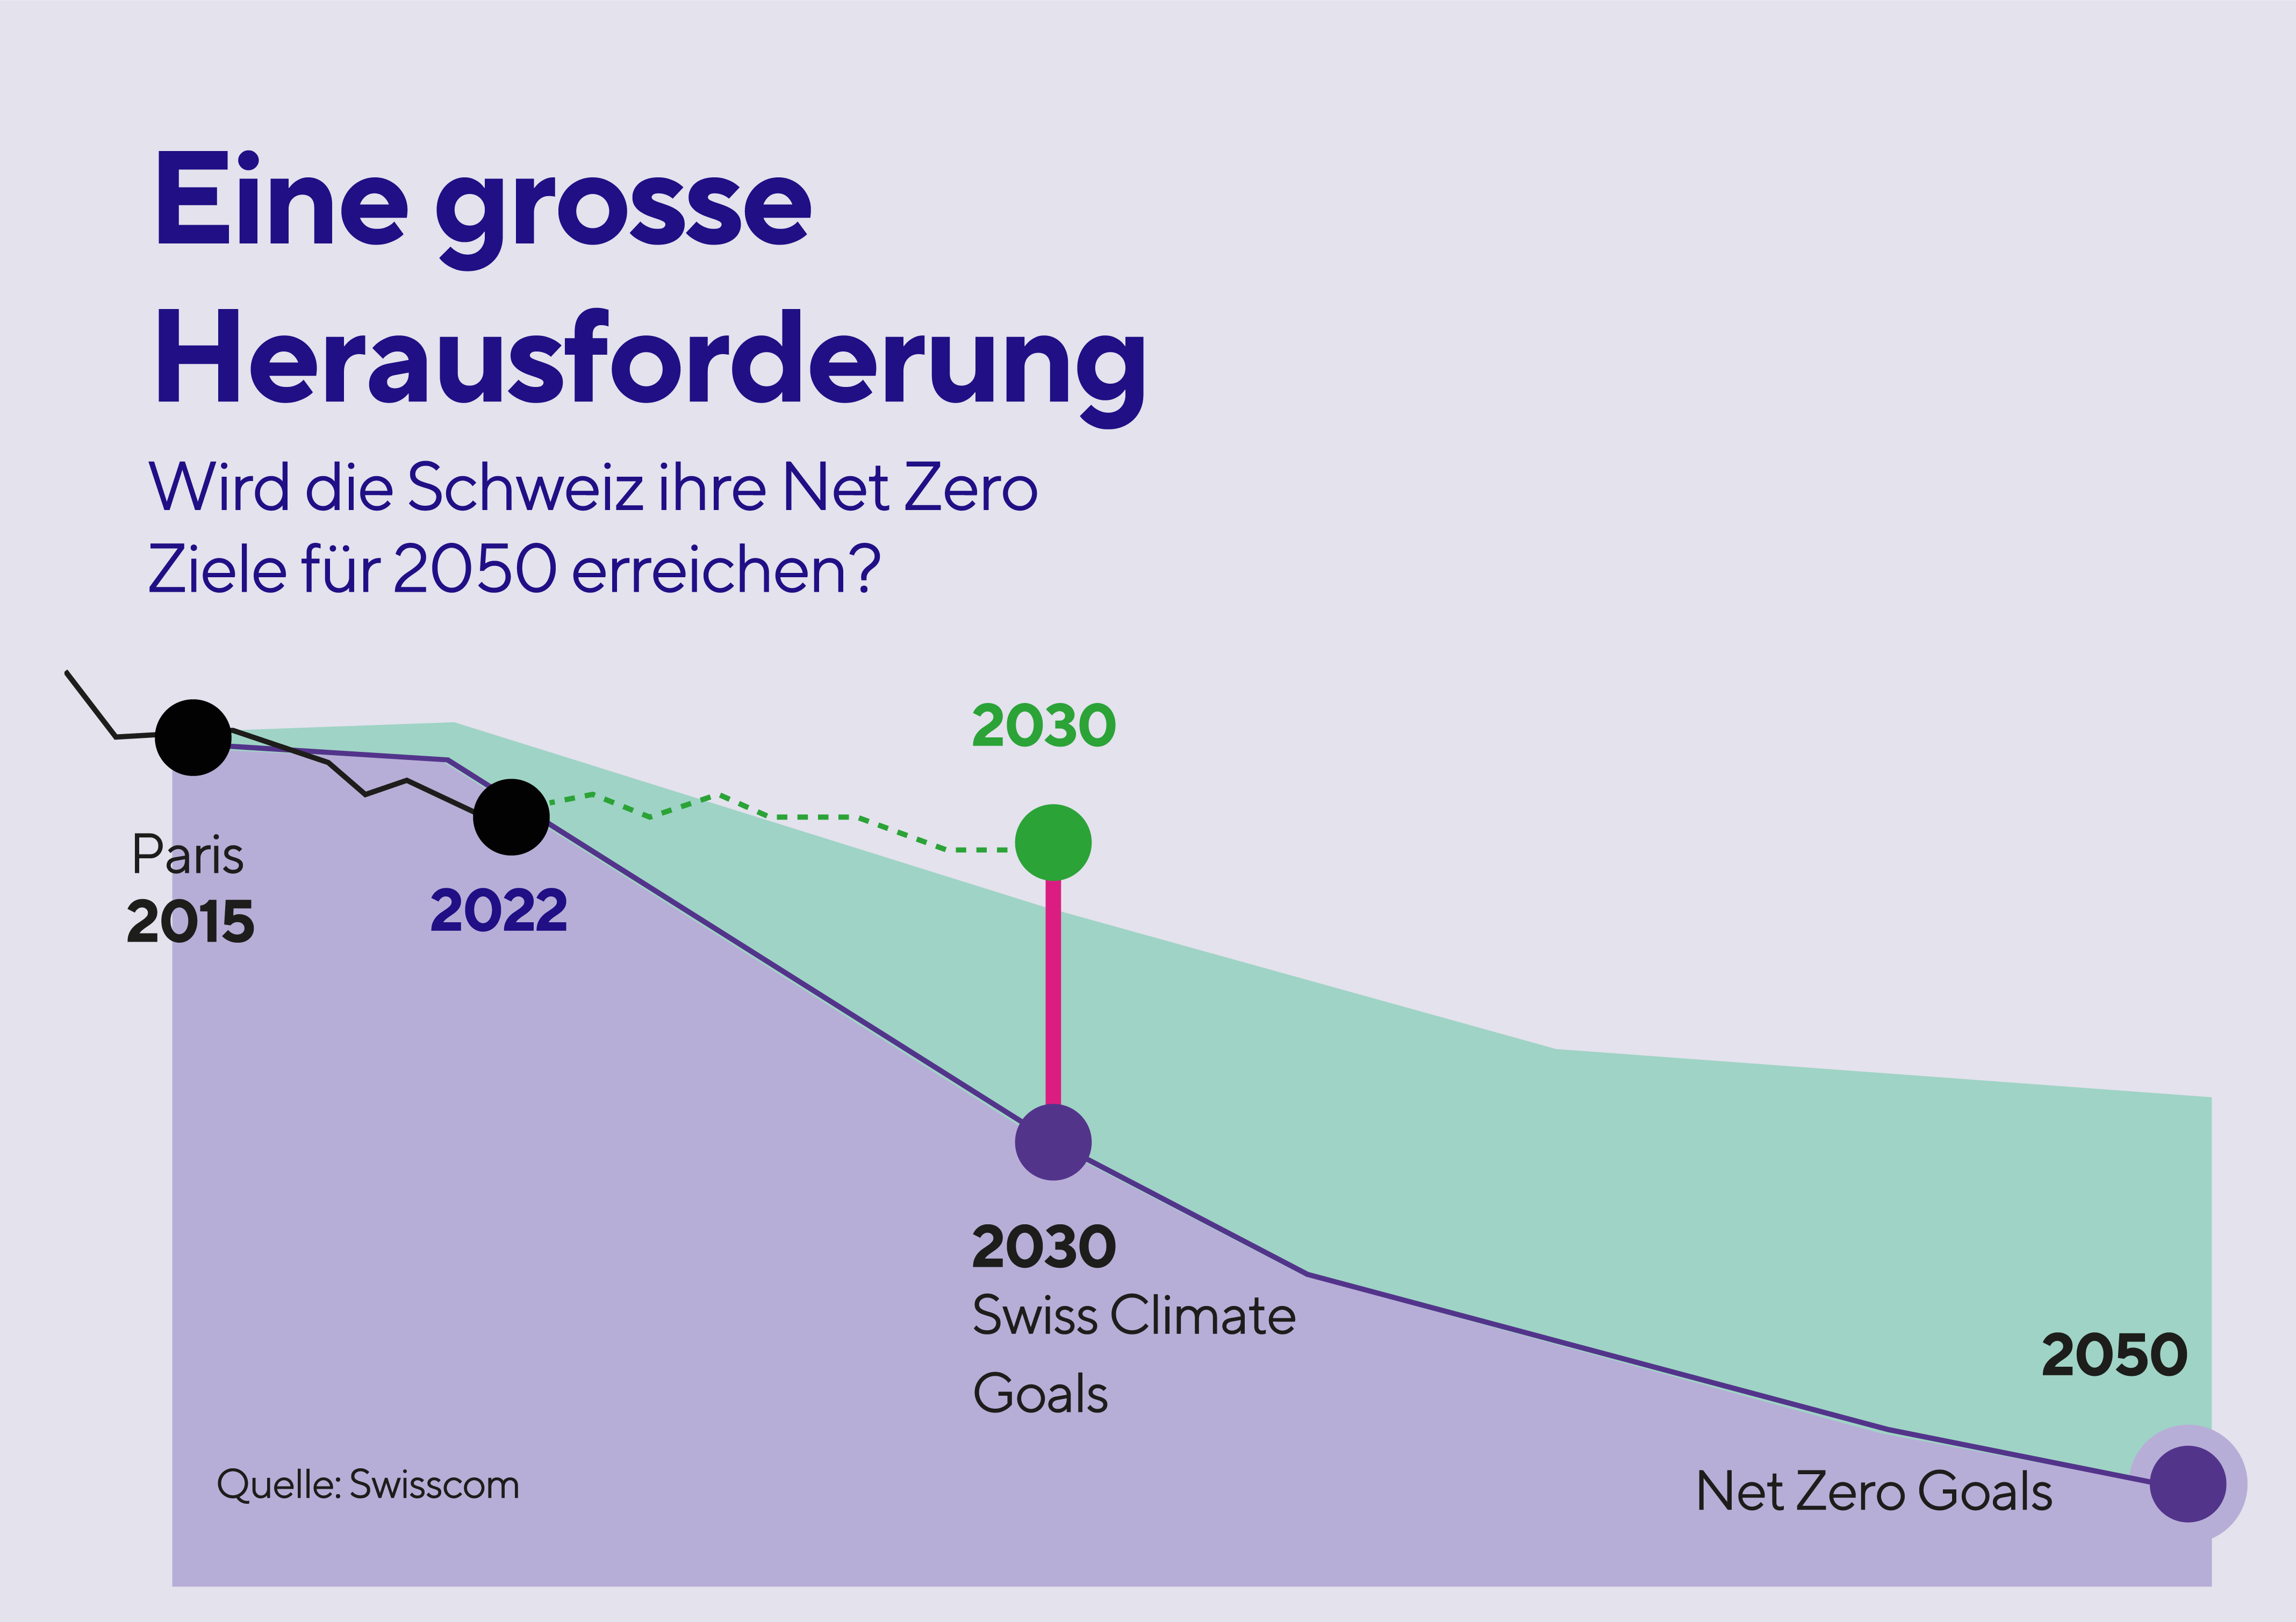 Eine grosse
Herausforderung
Wird die Schweiz ihre Net Zero
Ziele für 2050 erreichen?
2030
Paris
2015
2022
2030
Swiss Climate
Goals
2050
Net Zero Goals
Quelle: Swisscom